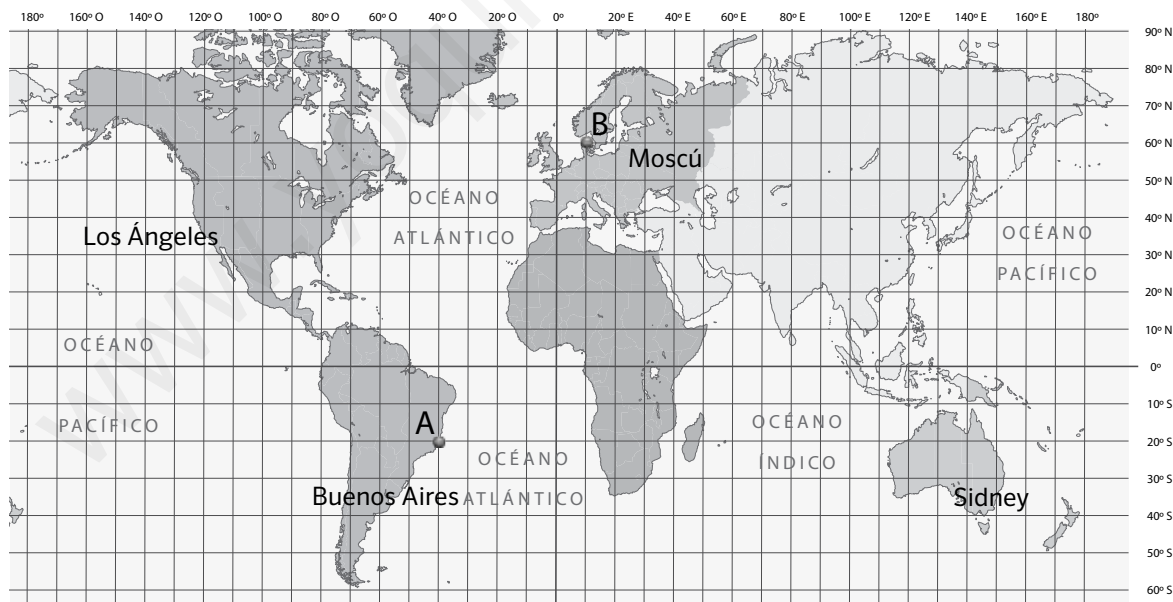 180º 160º O 140º O 120º O 100º O 80º O 60º O 40º O 20º O 0º 20º E 40º E 60º E 80º E 100º E 120º E 140º E 160º E 180º
90º N
80º N
70º N
B
60º N
Moscú
50º N
OCÉANO
40º N
Los Ángeles
ATLÁNTICO
OCÉANO
30º N
PACÍFICO
20º N
10º N
OCÉANO
0º
10º S
A
PACÍFICO
OCÉANO
20º S
OCÉANO
ÍNDICO
30º S
Buenos Aires
ATLÁNTICO
Sidney
40º S
50º S
60º S